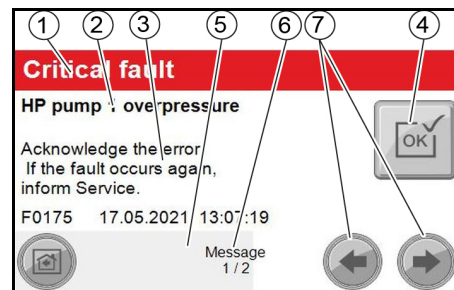 1 2 3 5 6 7 4
Critical fault
HP pump 1 overpressure
OK
Acknowledge the error
If the fault occurs again,
inform Service.
F0175 17.05.2021 13:07:19
Message
1 / 2